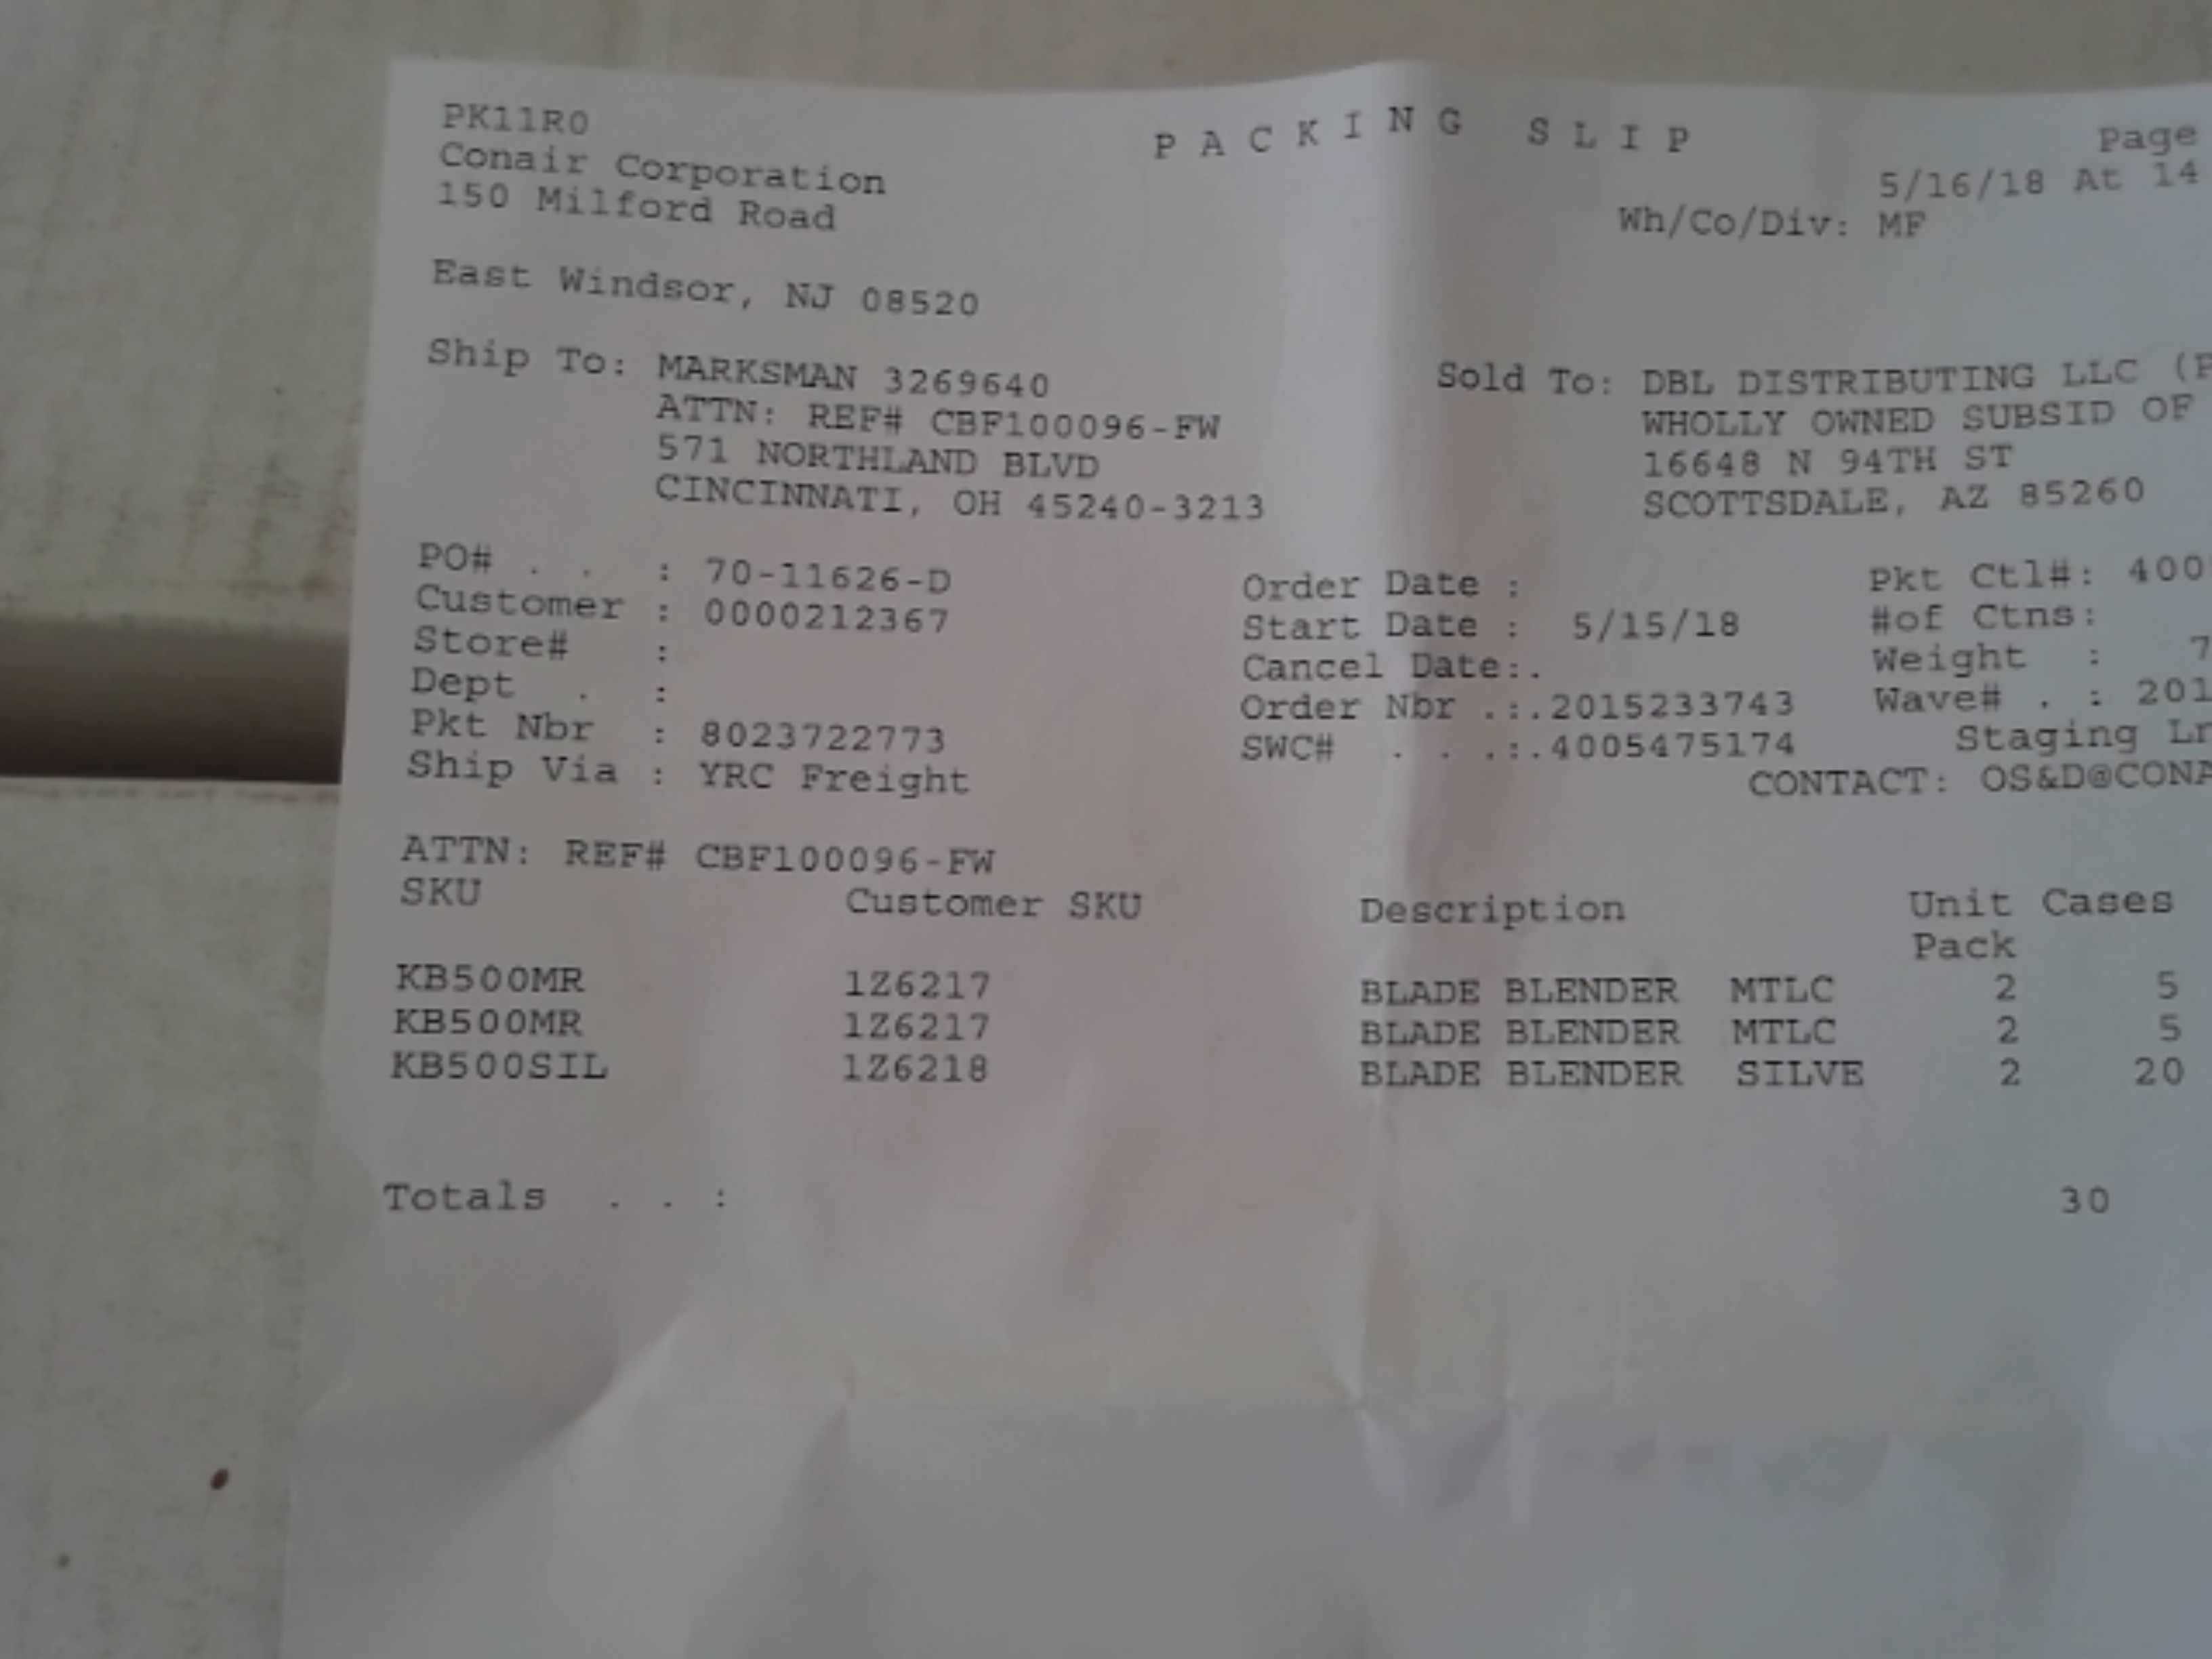 PK11R0
PACKING SLIP
Page
Conair Corporation
5/16/18 At 14
150 Milford Road
Wh/Co/Div: MF
East Windsor, NJ 08520
Ship To: MARKSMAN 3269640
ATTN: REF# CBF100096-FW
571 NORTHLAND BLVD
CINCINNATI, OH 45240-3213
Sold To: DBL DISTRIBUTING LLC
WHOLLY OWNED SUBSID OF
16648 N 94TH ST
SCOTTSDALE, AZ 85260
PO# . . : 70-11626-D
Customer : 0000212367
Store# :
Dept . :
Pkt Nbr : 8023722773
Ship Via : YRC Freight
Order Date :
Start Date : 5/15/18
Cancel Date:.
Order Nbr .:.2015233743
SWC# . . .:.4005475174
Pkt Ctl#: 400
#of Ctns:
Weight : 7
Wave# . : 201
Staging Ln
CONTACT: OS&D@CONA
ATTN: REF# CBF100096-FW
SKU Customer SKU Description Unit Cases
Pack
KB500MR 1Z6217 BLADE BLENDER MTLC 2 5
KB500MR 1Z6217 BLADE BLENDER MTLC 2 5
KB500SIL 1Z6218 BLADE BLENDER SILVE 2 20
Totals . . : 30